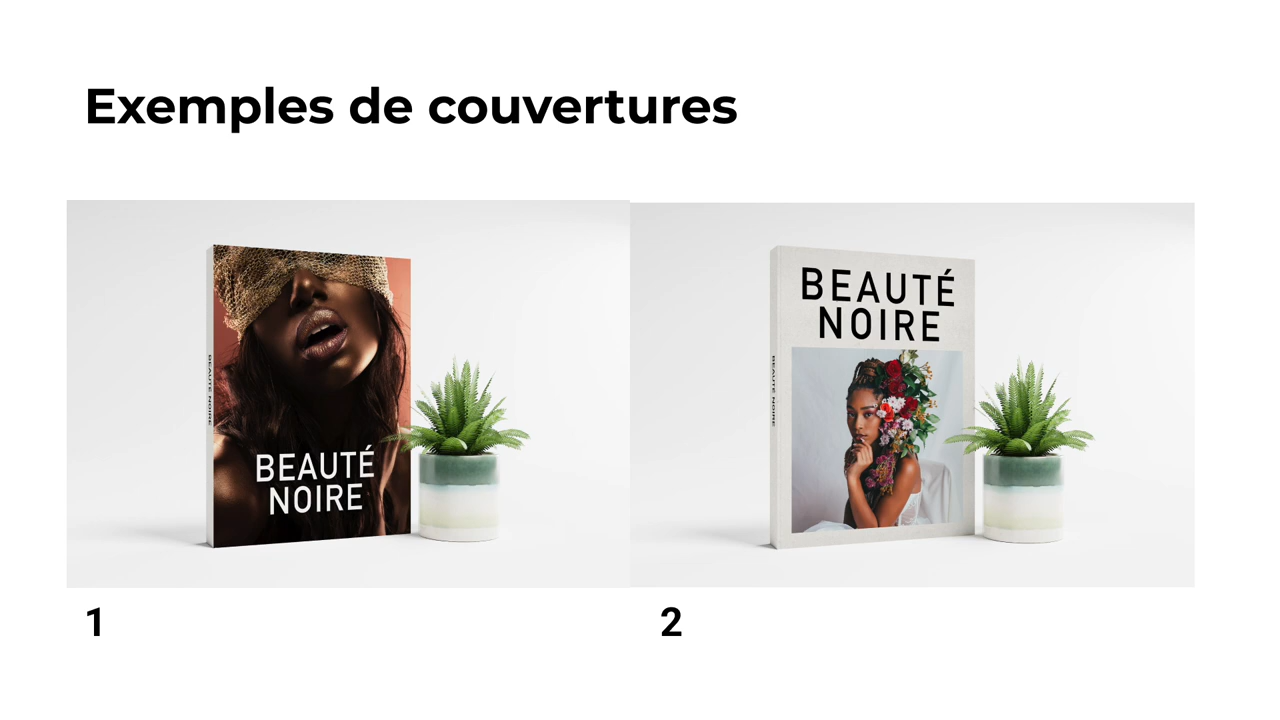 Exemples de couvertures
BEAUTÉ NOIRE
BEAUTÉ
NOIRE
BEAUTÉ NOIRE
BEAUTÉ
NOIRE
1
2